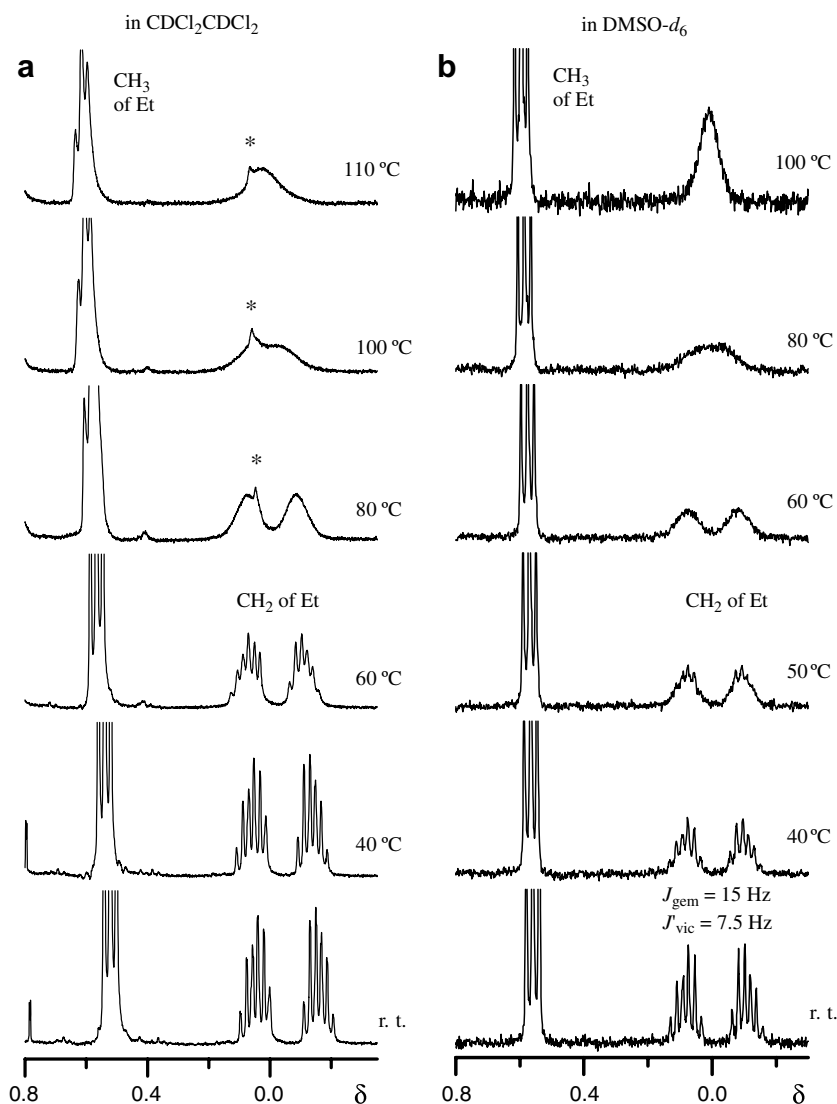 in CDCl₂CDCl₂
a
CH₃
of Et
*
110 ºC
*
100 ºC
*
80 ºC
CH₂ of Et
60 ºC
40 ºC
r. t.
0.8
0.4
0.0
δ
in DMSO-d₆
b
CH₃
of Et
100 ºC
80 ºC
60 ºC
CH₂ of Et
50 ºC
40 ºC
J_gem = 15 Hz
J'_vic = 7.5 Hz
r. t.
0.8
0.4
0.0
δ